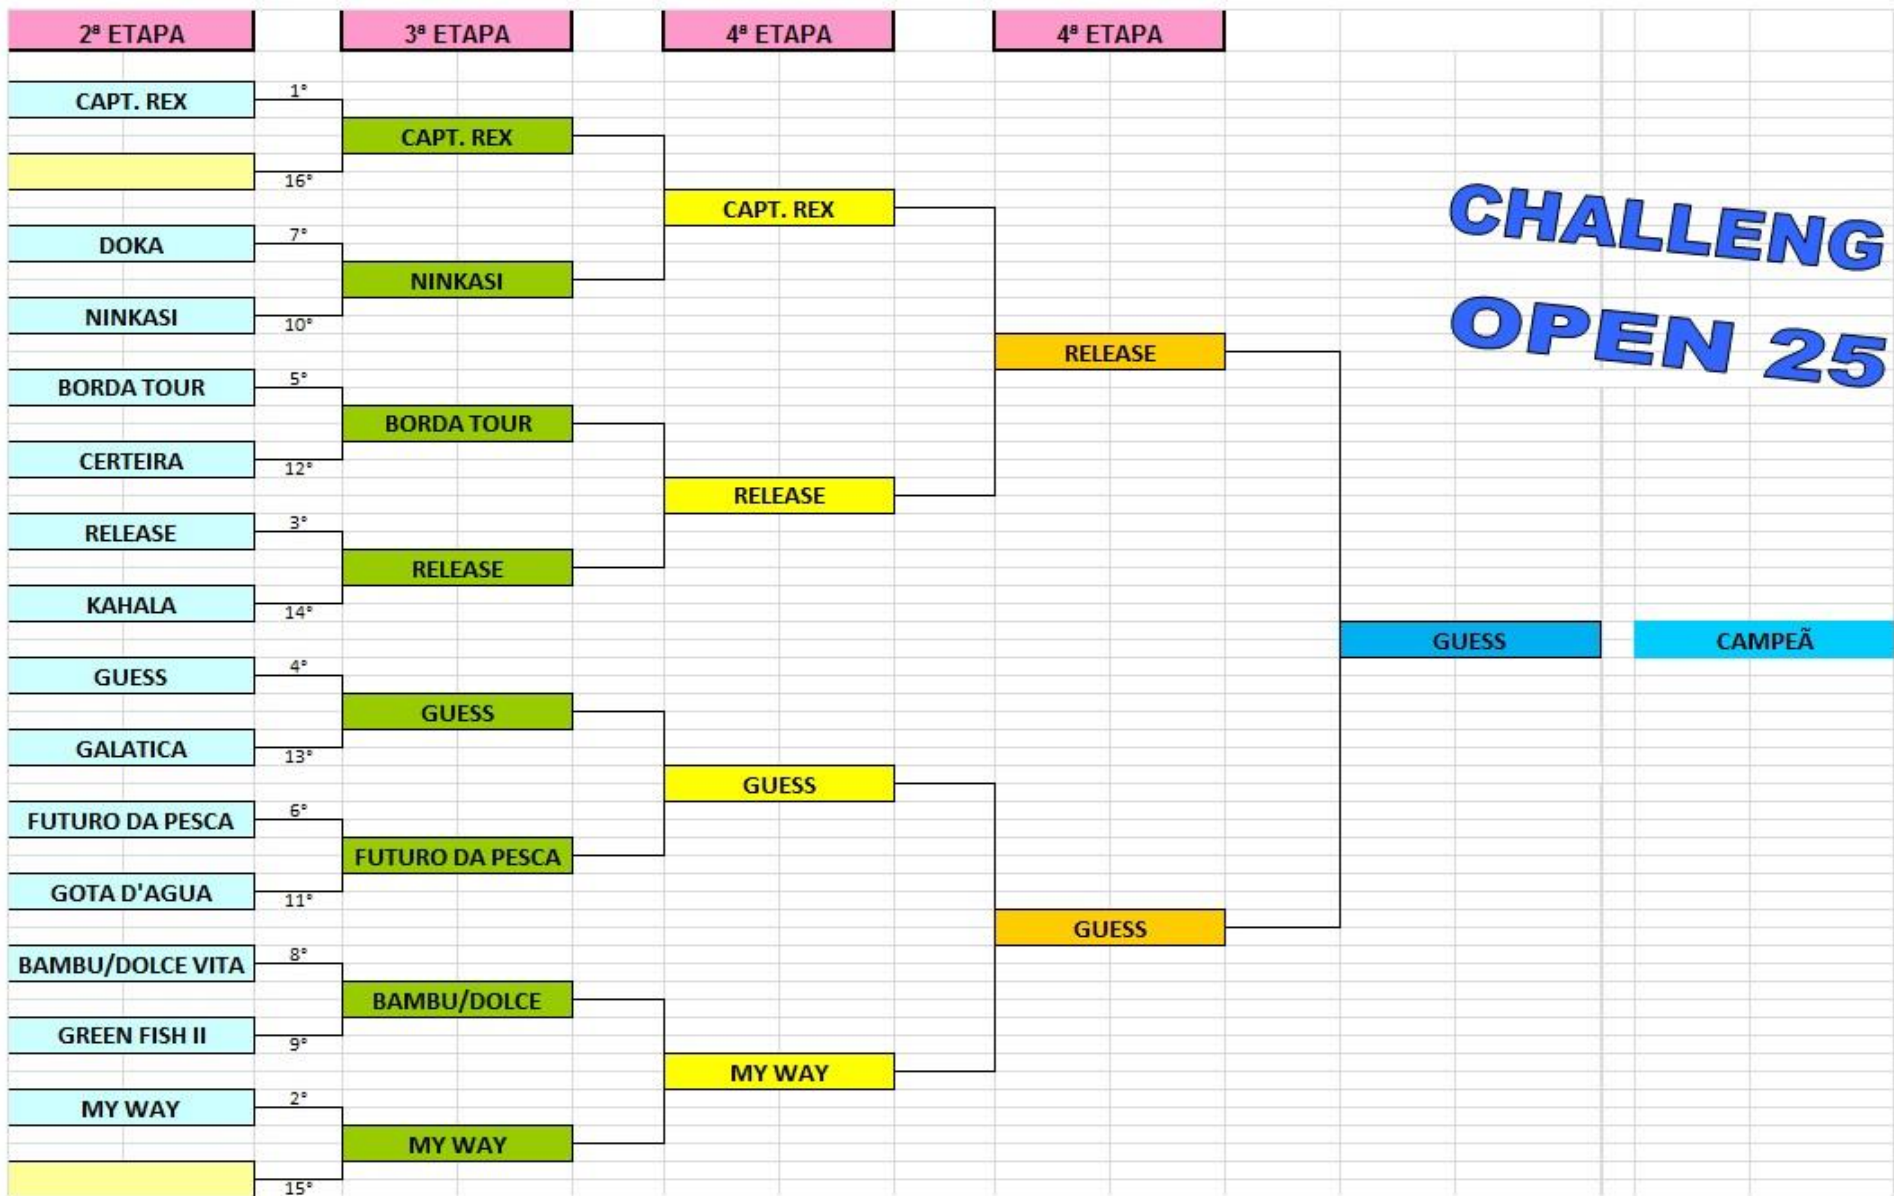 2ª ETAPA
3ª ETAPA
4ª ETAPA
4ª ETAPA
CAPT. REX
1°
CAPT. REX
16°
CAPT. REX
DOKA
7°
NINKASI
NINKASI
10°
CHALLENG
OPEN 25
RELEASE
BORDA TOUR
5°
BORDA TOUR
CERTEIRA
12°
RELEASE
RELEASE
3°
RELEASE
KAHALA
14°
GUESS
CAMPEÃ
GUESS
4°
GUESS
GALATICA
13°
GUESS
FUTURO DA PESCA
6°
FUTURO DA PESCA
GOTA D'AGUA
11°
GUESS
BAMBU/DOLCE VITA
8°
BAMBU/DOLCE
GREEN FISH II
9°
MY WAY
MY WAY
2°
MY WAY
15°